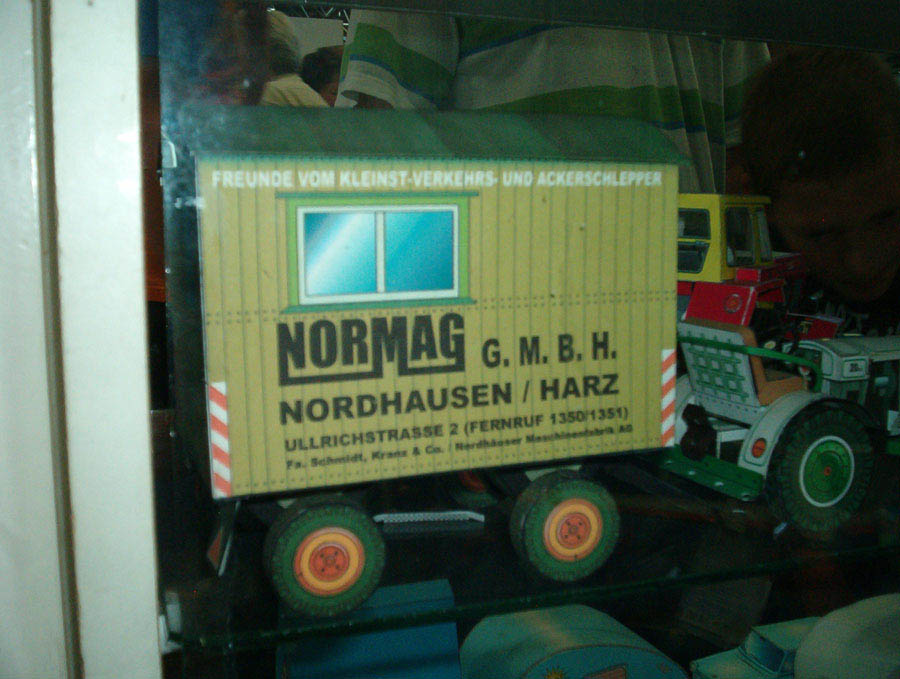 FREUNDE VOM KLEINST-VERKEHRS- UND ACKERSCHLEPPER
NORMAG G. M. B. H.
NORDHAUSEN / HARZ
ULLRICHSTRASSE 2 (FERNRUF 1350/1351)
Fa. Schmidt, Kranz & Co. / Nordhäuser Maschinenfabrik AG